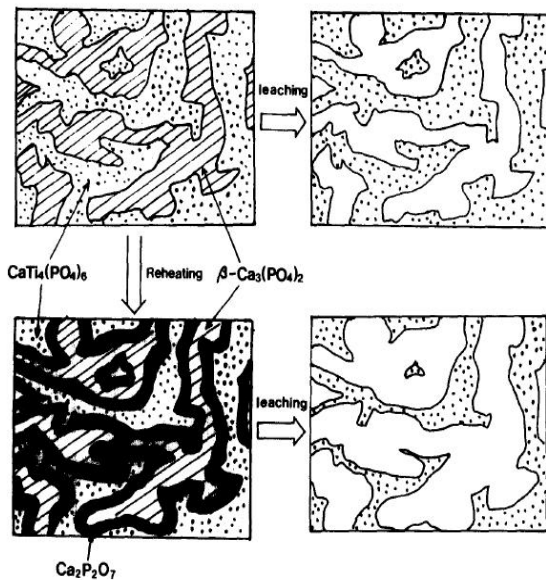 leaching
CaTi₄(PO₄)₆
Reheating
β-Ca₃(PO₄)₂
leaching
Ca₂P₂O₇